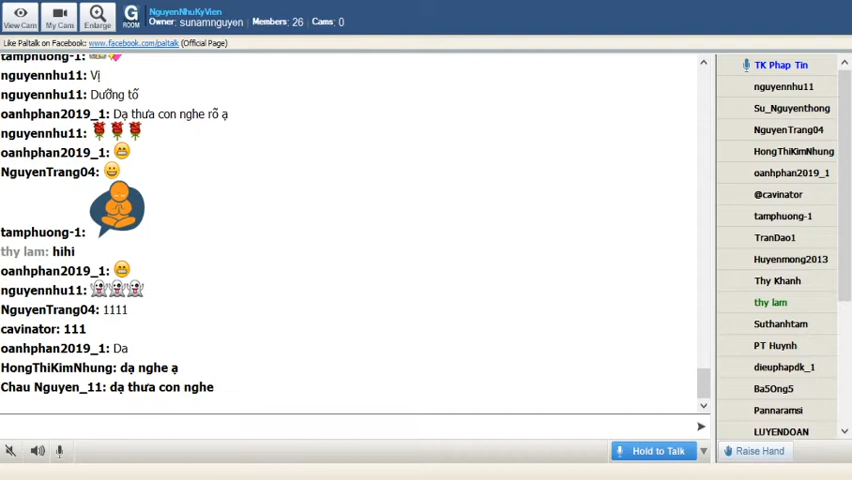 View Cam
My Cam
Enlarge
G
ROOM
NguyenNhuKyVien
Owner: sunamnguyen Members: 26 Cams: 0
Like Paltalk on Facebook: www.facebook.com/paltalk (Official Page)
tamphuong-1:
nguyennhu11: Vị
nguyennhu11: Dưỡng tố
oanhphan2019_1: Dạ thưa con nghe rõ ạ
nguyennhu11:
oanhphan2019_1:
NguyenTrang04:
tamphuong-1:
thy lam: hihi
oanhphan2019_1:
nguyennhu11:
NguyenTrang04: 1111
cavinator: 111
oanhphan2019_1: Da
HongThiKimNhung: dạ nghe ạ
Chau Nguyen_11: dạ thưa con nghe
Hold to Talk
TK Phap Tin
nguyennhu11
Su_Nguyenthong
NguyenTrang04
HongThiKimNhung
oanhphan2019_1
@cavinator
tamphuong-1
TranDao1
Huyenmong2013
Thy Khanh
thy lam
Suthanhtam
PT Huynh
dieuphapdk_1
Ba5Ong5
Pannaramsi
LUYENDOAN
Raise Hand